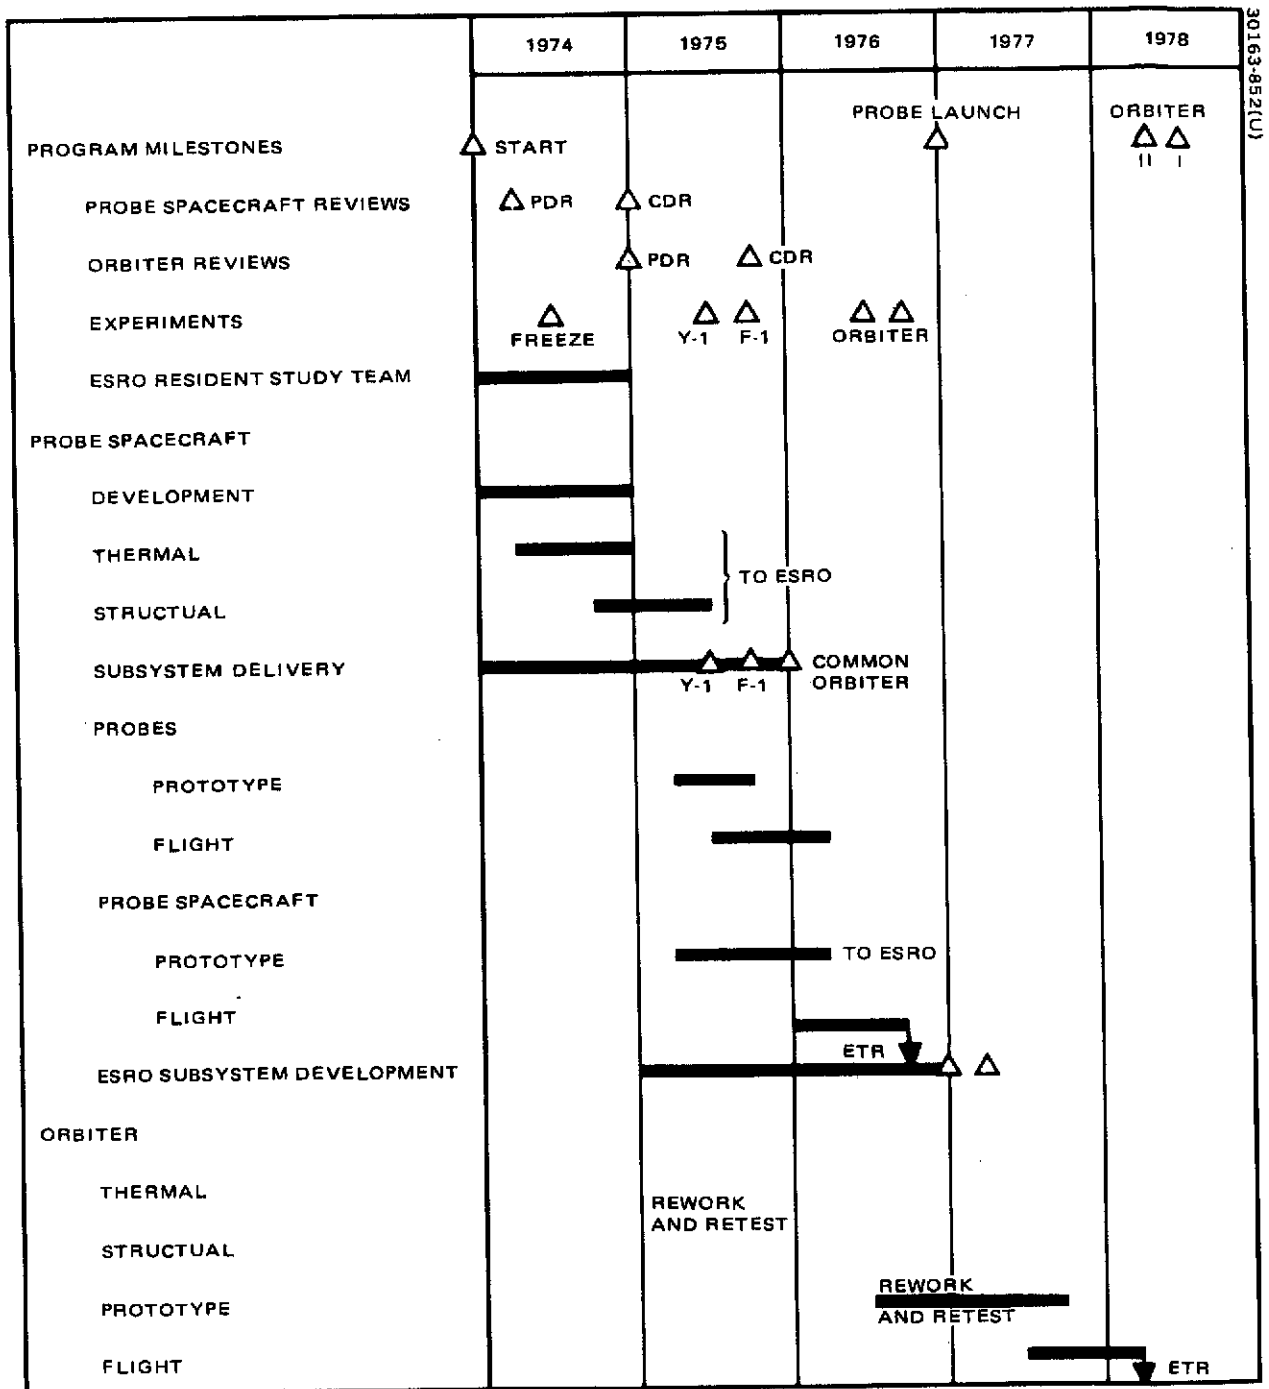 30163-852(U)
1974 1975 1976 1977 1978
PROBE LAUNCH ORBITER
PROGRAM MILESTONES START
II I
PROBE SPACECRAFT REVIEWS PDR CDR
ORBITER REVIEWS PDR CDR
EXPERIMENTS
FREEZE Y-1 F-1 ORBITER
ESRO RESIDENT STUDY TEAM
PROBE SPACECRAFT
DEVELOPMENT
THERMAL
TO ESRO
STRUCTUAL
SUBSYSTEM DELIVERY COMMON
Y-1 F-1 ORBITER
PROBES
PROTOTYPE
FLIGHT
PROBE SPACECRAFT
PROTOTYPE TO ESRO
FLIGHT
ETR
ESRO SUBSYSTEM DEVELOPMENT
ORBITER
THERMAL
REWORK
AND RETEST
STRUCTUAL
REWORK
PROTOTYPE
AND RETEST
FLIGHT ETR